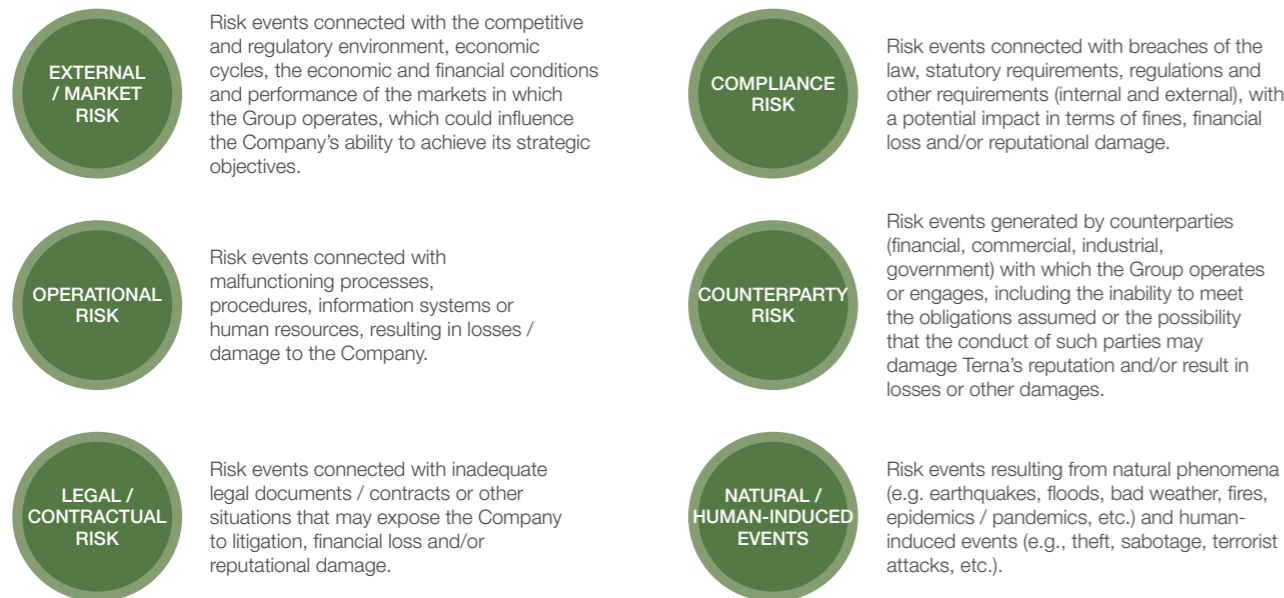 EXTERNAL
/ MARKET
RISK
Risk events connected with the competitive
and regulatory environment, economic
cycles, the economic and financial conditions
and performance of the markets in which
the Group operates, which could influence
the Company’s ability to achieve its strategic
objectives.
COMPLIANCE
RISK
Risk events connected with breaches of the
law, statutory requirements, regulations and
other requirements (internal and external), with
a potential impact in terms of fines, financial
loss and/or reputational damage.
OPERATIONAL
RISK
Risk events connected with
malfunctioning processes,
procedures, information systems or
human resources, resulting in losses /
damage to the Company.
COUNTERPARTY
RISK
Risk events generated by counterparties
(financial, commercial, industrial,
government) with which the Group operates
or engages, including the inability to meet
the obligations assumed or the possibility
that the conduct of such parties may
damage Terna’s reputation and/or result in
losses or other damages.
LEGAL /
CONTRACTUAL
RISK
Risk events connected with inadequate
legal documents / contracts or other
situations that may expose the Company
to litigation, financial loss and/or
reputational damage.
NATURAL /
HUMAN-INDUCED
EVENTS
Risk events resulting from natural phenomena
(e.g. earthquakes, floods, bad weather, fires,
epidemics / pandemics, etc.) and human-
induced events (e.g., theft, sabotage, terrorist
attacks, etc.).